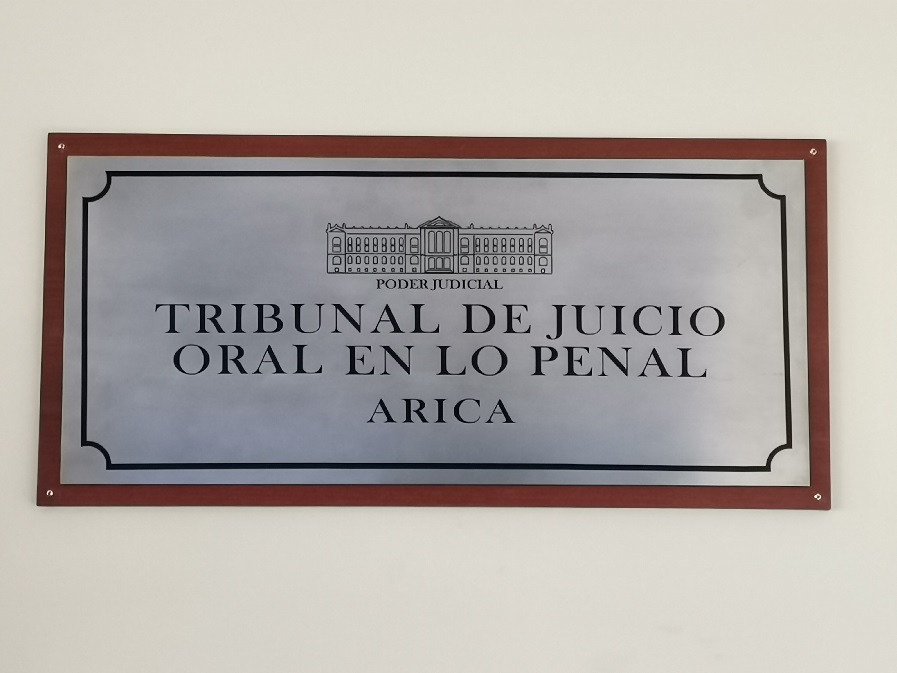 PODER JUDICIAL
TRIBUNAL DE JUICIO
ORAL EN LO PENAL
ARICA